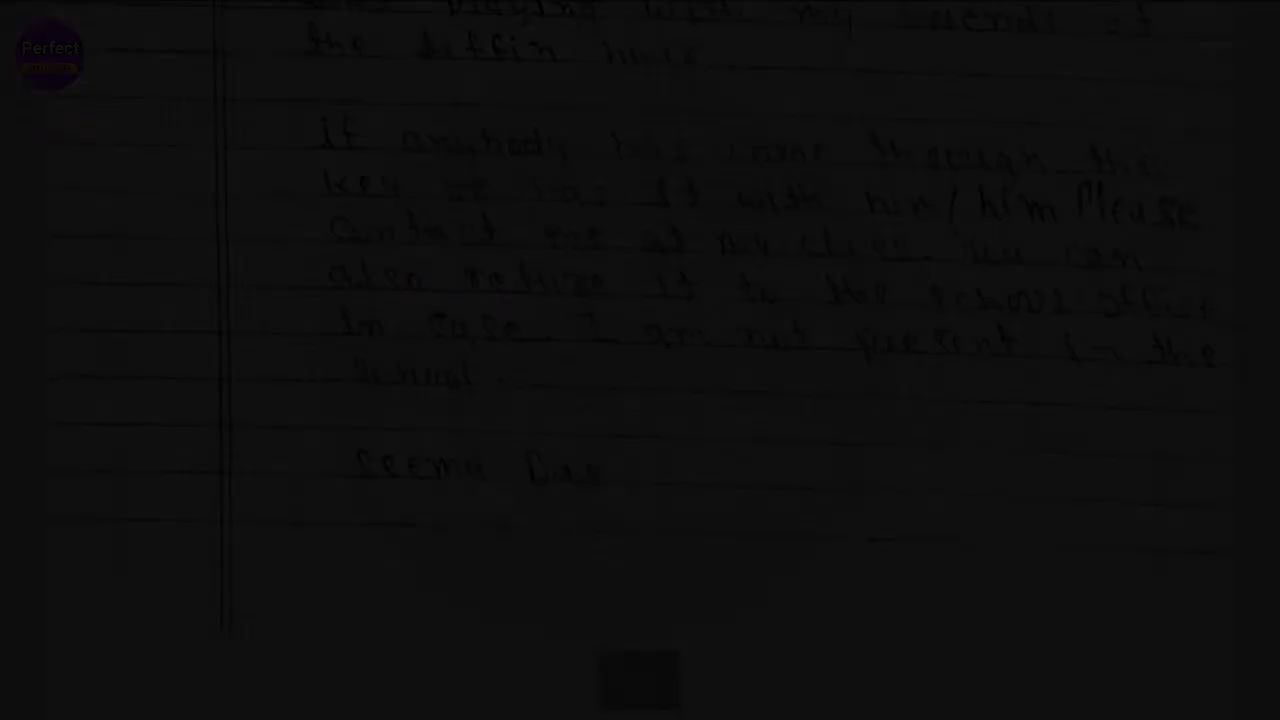 Perfect
with my friends at
the tiffin hour
If anybody has come through the
key or has it with her/him Please
contact me at my class. You can
also return it to the school office
in case I am not present in the
school.
Seema Das